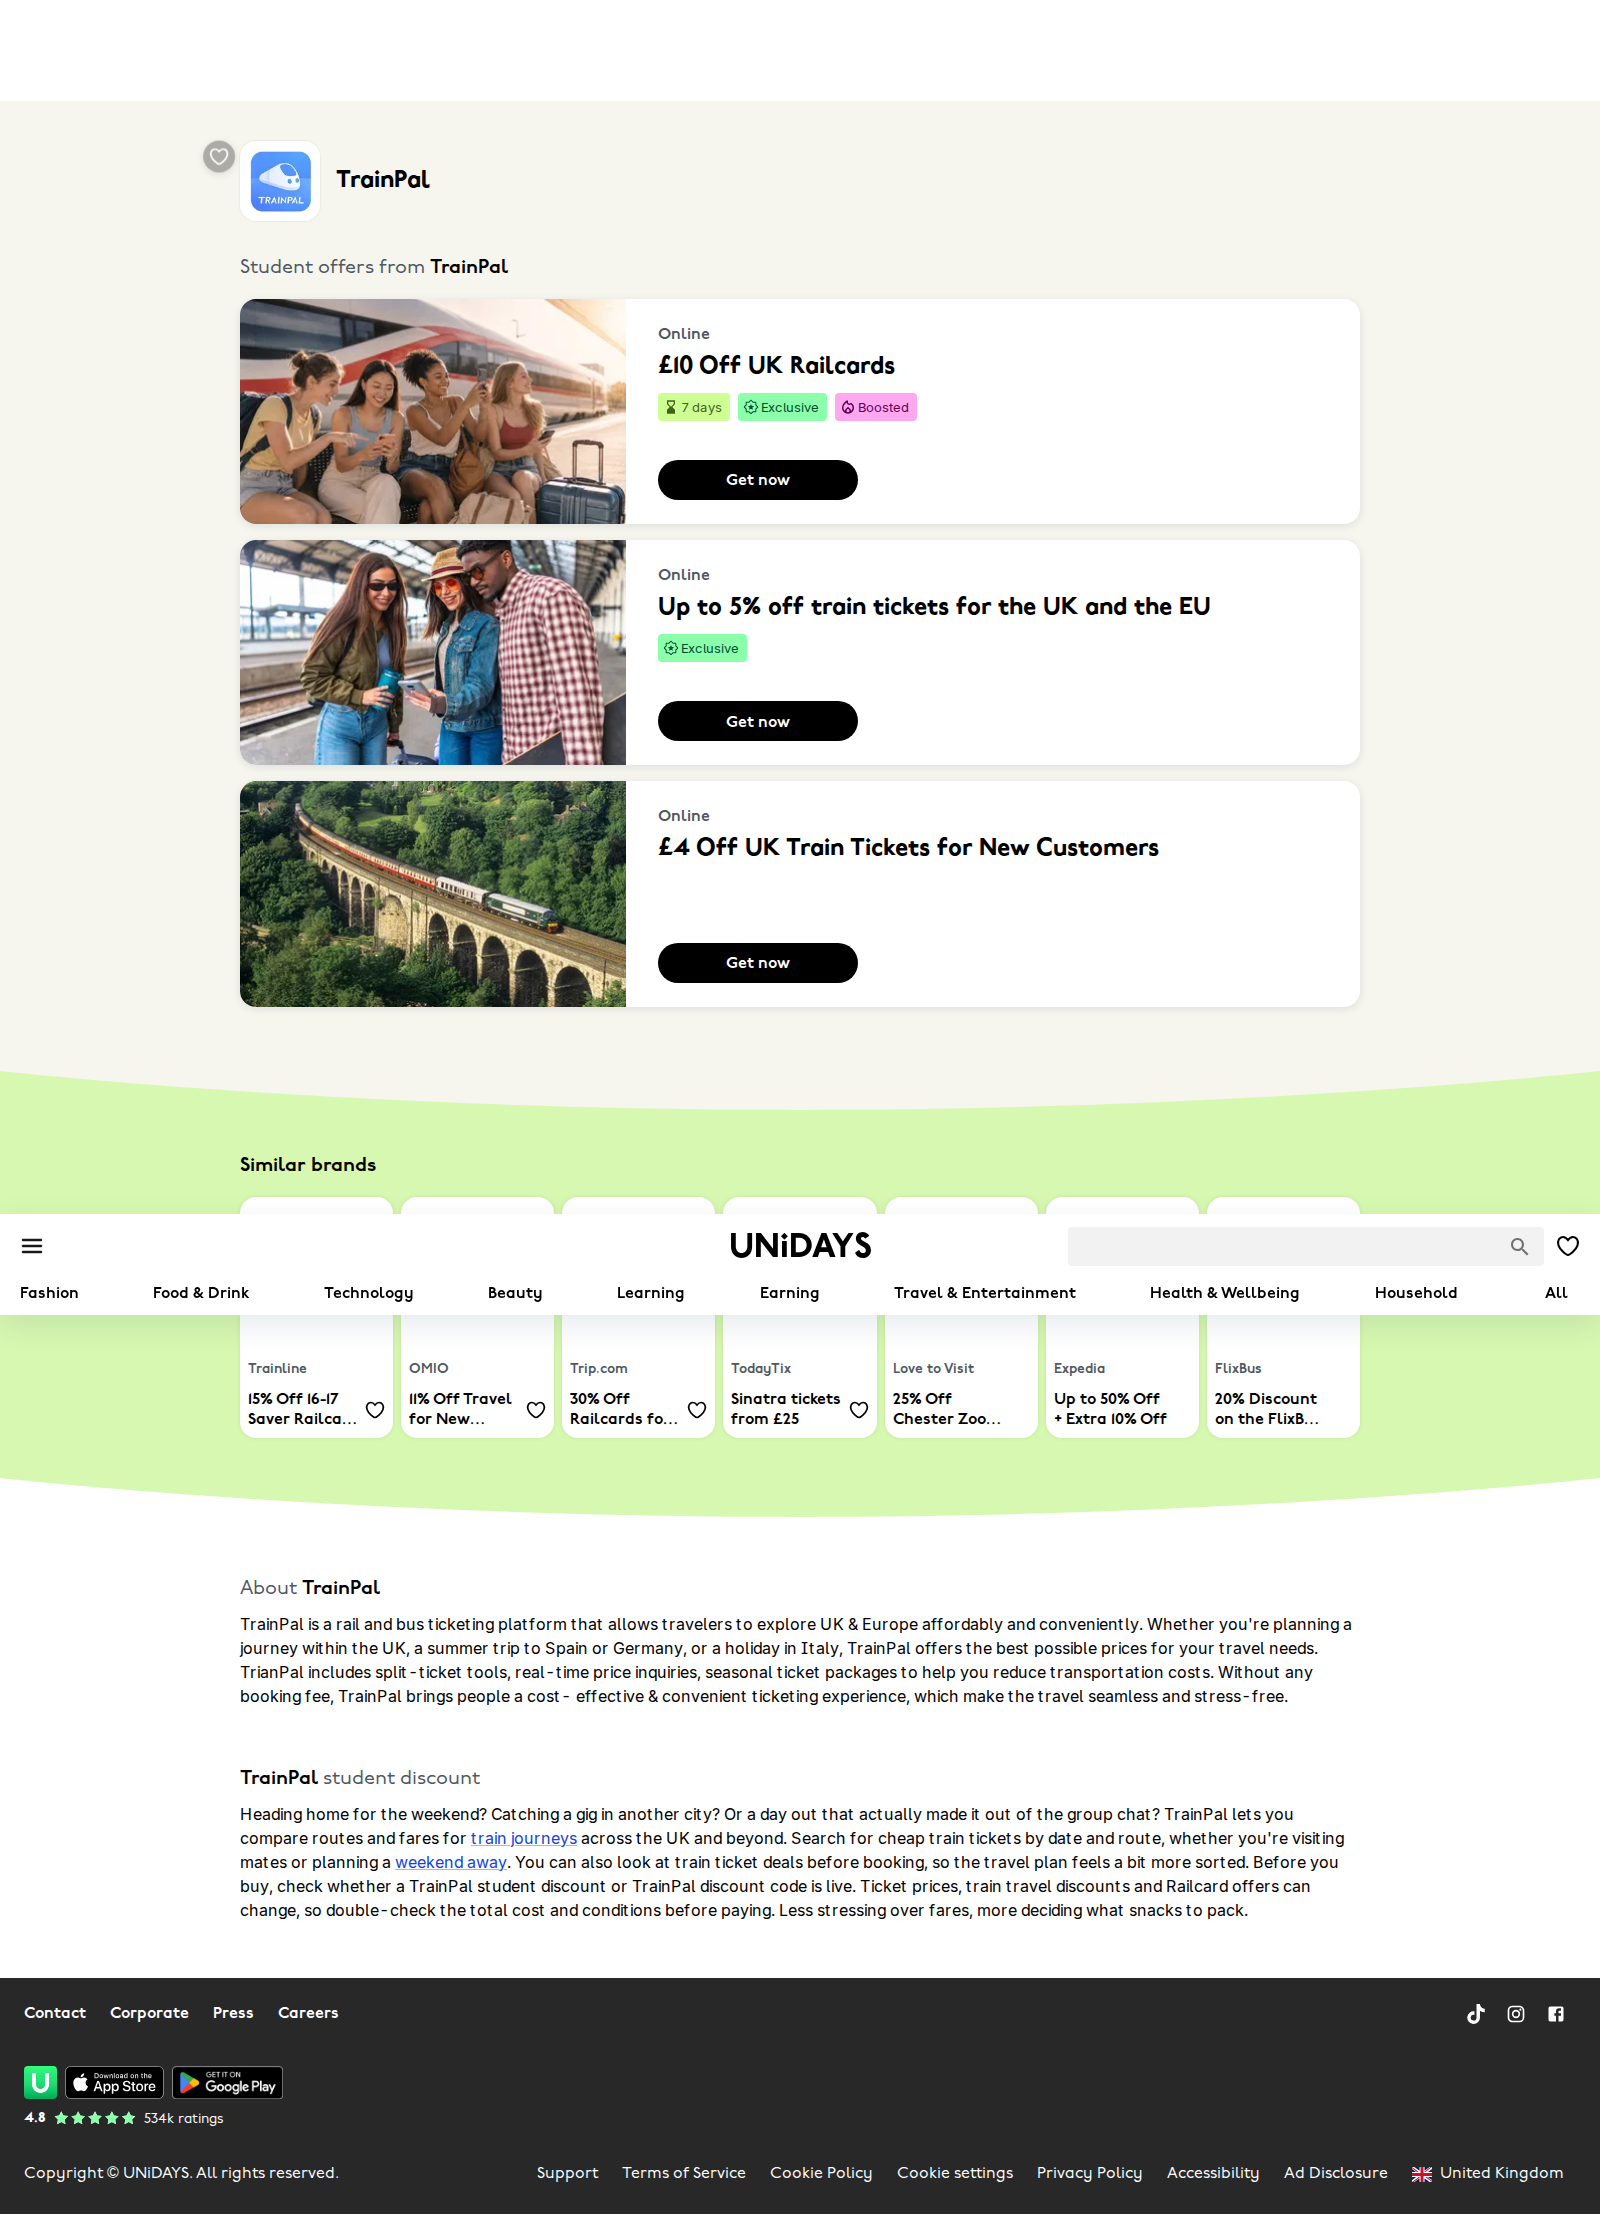 TRAINPAL
TrainPal
Student offers from TrainPal
Online
£10 Off UK Railcards
7 days
Exclusive
Boosted
Get now
Online
Up to 5% off train tickets for the UK and the EU
Exclusive
Get now
Online
£4 Off UK Train Tickets for New Customers
Get now
Similar brands
UNiDAYS
Fashion
Food & Drink
Technology
Beauty
Learning
Earning
Travel & Entertainment
Health & Wellbeing
Household
All
Trainline
15% Off 16-17
Saver Railca...
OMIO
11% Off Travel
for New...
Trip.com
30% Off
Railcards fo...
TodayTix
Sinatra tickets
from £25
Love to Visit
25% Off
Chester Zoo...
Expedia
Up to 50% Off
+ Extra 10% Off
FlixBus
20% Discount
on the FlixB...
About TrainPal
TrainPal is a rail and bus ticketing platform that allows travelers to explore UK & Europe affordably and conveniently. Whether you're planning a
journey within the UK, a summer trip to Spain or Germany, or a holiday in Italy, TrainPal offers the best possible prices for your travel needs.
TrianPal includes split-ticket tools, real-time price inquiries, seasonal ticket packages to help you reduce transportation costs. Without any
booking fee, TrainPal brings people a cost- effective & convenient ticketing experience, which make the travel seamless and stress-free.
TrainPal student discount
Heading home for the weekend? Catching a gig in another city? Or a day out that actually made it out of the group chat? TrainPal lets you
compare routes and fares for train journeys across the UK and beyond. Search for cheap train tickets by date and route, whether you're visiting
mates or planning a weekend away. You can also look at train ticket deals before booking, so the travel plan feels a bit more sorted. Before you
buy, check whether a TrainPal student discount or TrainPal discount code is live. Ticket prices, train travel discounts and Railcard offers can
change, so double-check the total cost and conditions before paying. Less stressing over fares, more deciding what snacks to pack.
Contact
Corporate
Press
Careers
U
Download on the
App Store
GET IT ON
Google Play
4.8
534k ratings
Copyright © UNiDAYS. All rights reserved.
Support
Terms of Service
Cookie Policy
Cookie settings
Privacy Policy
Accessibility
Ad Disclosure
United Kingdom